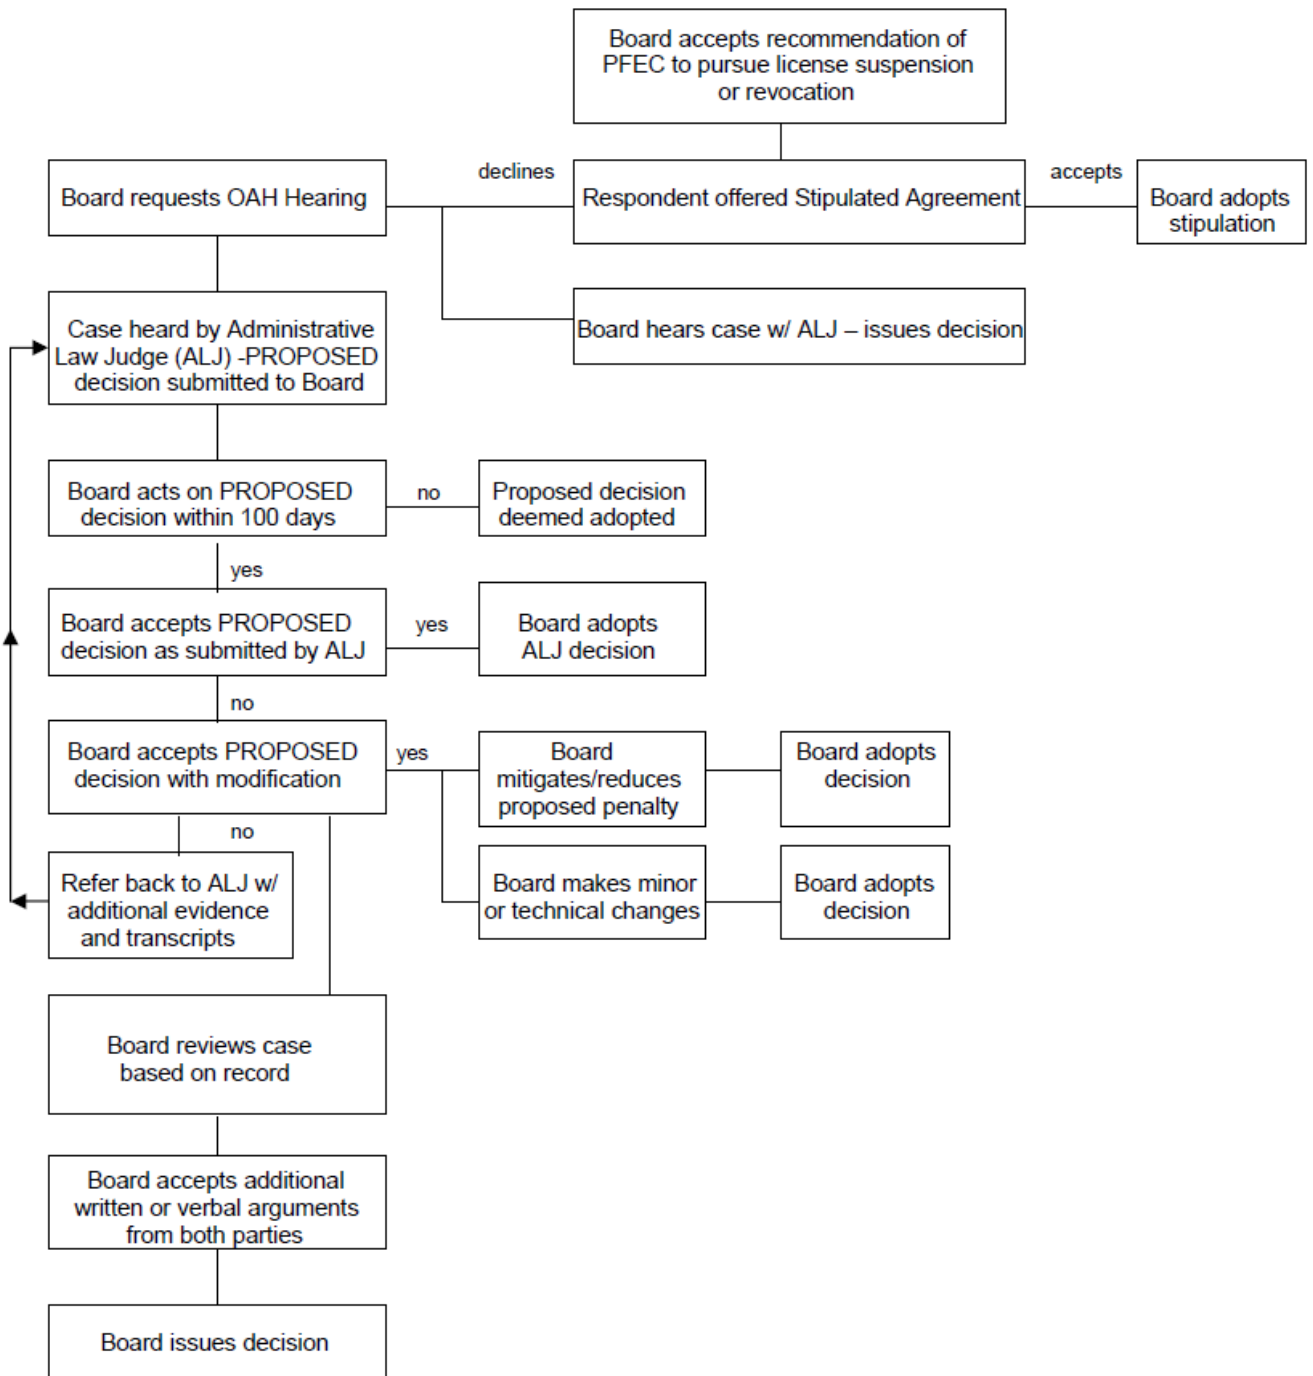 Board accepts recommendation of
PFEC to pursue license suspension
or revocation
declines
accepts
Board requests OAH Hearing
Respondent offered Stipulated Agreement
Board adopts
stipulation
Case heard by Administrative
Law Judge (ALJ) -PROPOSED
decision submitted to Board
Board hears case w/ ALJ – issues decision
Board acts on PROPOSED
decision within 100 days
no
Proposed decision
deemed adopted
yes
Board accepts PROPOSED
decision as submitted by ALJ
yes
Board adopts
ALJ decision
no
Board accepts PROPOSED
decision with modification
yes
Board
mitigates/reduces
proposed penalty
Board adopts
decision
no
Refer back to ALJ w/
additional evidence
and transcripts
Board makes minor
or technical changes
Board adopts
decision
Board reviews case
based on record
Board accepts additional
written or verbal arguments
from both parties
Board issues decision